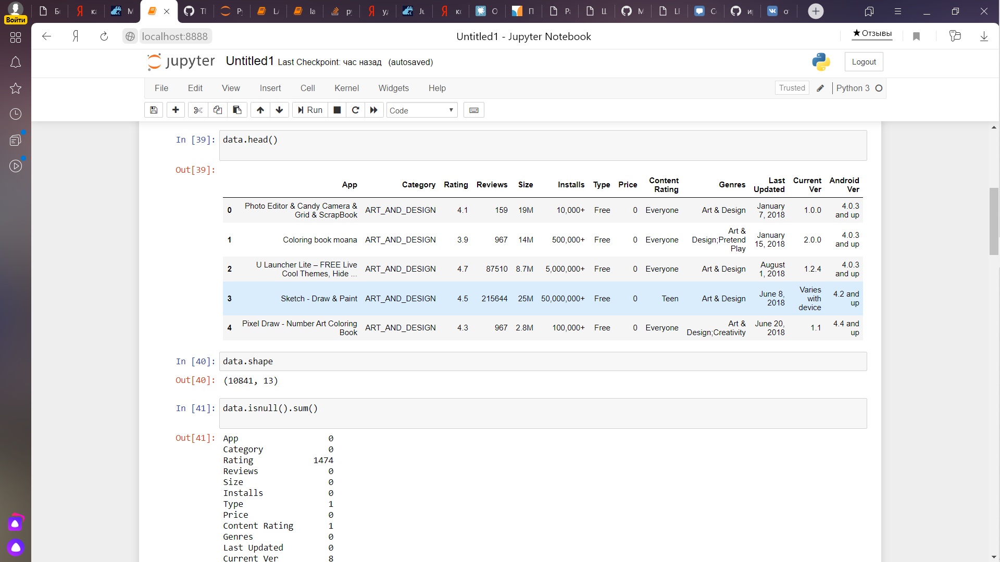 Войти
localhost:8888
Untitled1 - Jupyter Notebook
★ Отзывы
jupyter
Untitled1 Last Checkpoint: час назад (autosaved)
Logout
File Edit View Insert Cell Kernel Widgets Help
Trusted
Python 3
Run
Code
In [39]: data.head()
Out[39]:
App Category Rating Reviews Size Installs Type Price Content Rating Genres Last Updated Current Ver Android Ver
0 Photo Editor & Candy Camera & Grid & ScrapBook ART_AND_DESIGN 4.1 159 19M 10,000+ Free 0 Everyone Art & Design January 7, 2018 1.0.0 4.0.3 and up
1 Coloring book moana ART_AND_DESIGN 3.9 967 14M 500,000+ Free 0 Everyone Art & Design;Pretend Play January 15, 2018 2.0.0 4.0.3 and up
2 U Launcher Lite – FREE Live Cool Themes, Hide ... ART_AND_DESIGN 4.7 87510 8.7M 5,000,000+ Free 0 Everyone Art & Design August 1, 2018 1.2.4 4.0.3 and up
3 Sketch - Draw & Paint ART_AND_DESIGN 4.5 215644 25M 50,000,000+ Free 0 Teen Art & Design June 8, 2018 Varies with device 4.2 and up
4 Pixel Draw - Number Art Coloring Book ART_AND_DESIGN 4.3 967 2.8M 100,000+ Free 0 Everyone Art & Design;Creativity June 20, 2018 1.1 4.4 and up
In [40]: data.shape
Out[40]: (10841, 13)
In [41]: data.isnull().sum()
Out[41]: App 0
Category 0
Rating 1474
Reviews 0
Size 0
Installs 0
Type 1
Price 0
Content Rating 1
Genres 0
Last Updated 0
Current Ver 8